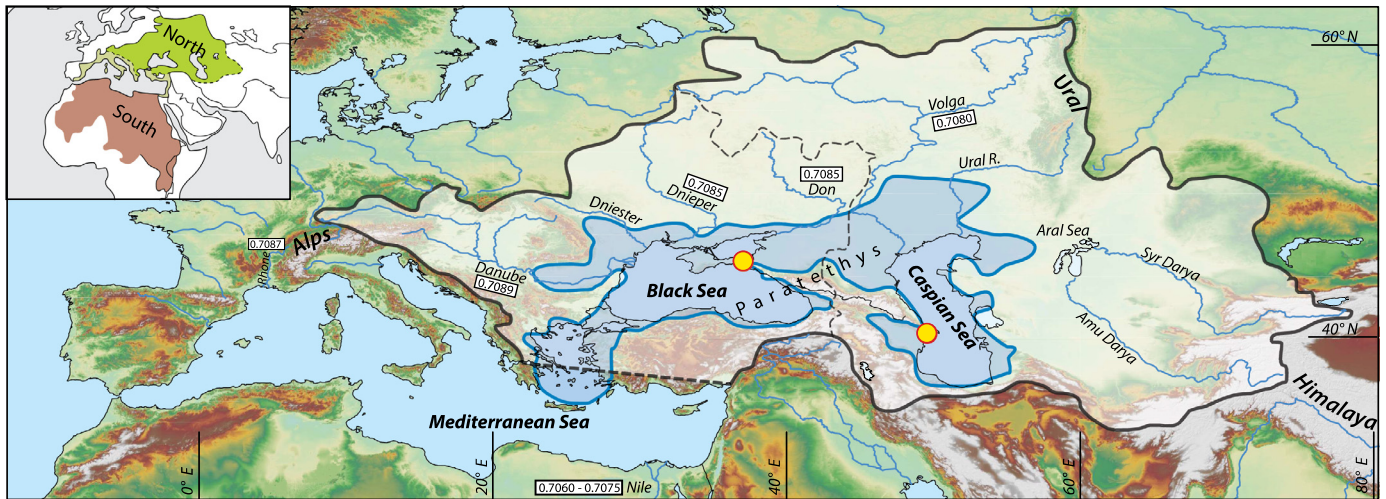 North
South
60° N
Ural
Volga
0.7080
Ural R.
0.7085
Don
0.7085
Dnieper
Dniester
0.7087
Rhone
Alps
Aral Sea
Syr Darya
Amu Darya
Danube
0.7089
Black Sea
Paratethys
Caspian Sea
40° N
Himalaya
Mediterranean Sea
0° E
20° E
40° E
60° E
80° E
0.7060 - 0.7075 Nile